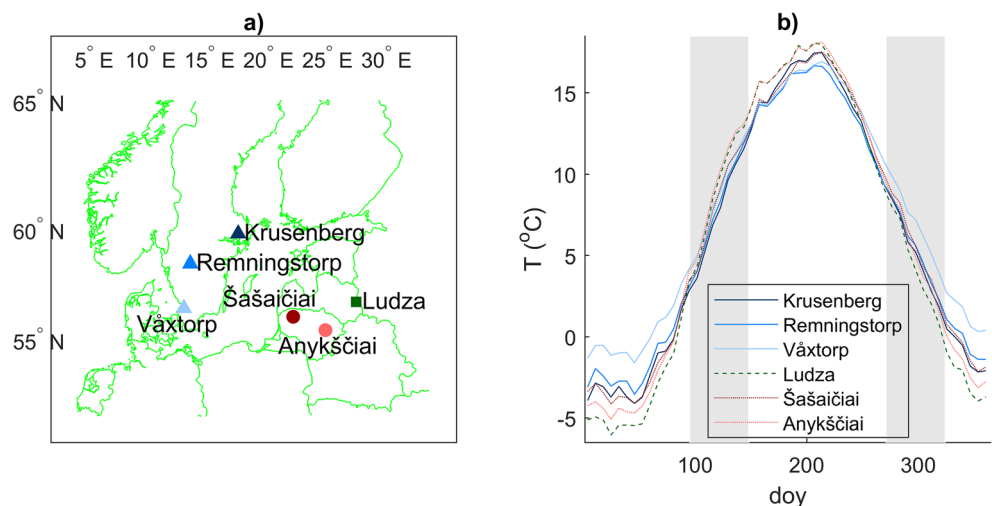 a)
5° E 10° E 15° E 20° E 25° E 30° E
65° N
60° N
55° N
Krusenberg
Remningstorp
Šašaičiai
Ludza
Våxtorp
Anykščiai
b)
T (°C)
15
10
5
0
-5
Krusenberg
Remningstorp
Våxtorp
Ludza
Šašaičiai
Anykščiai
100 200 300
doy